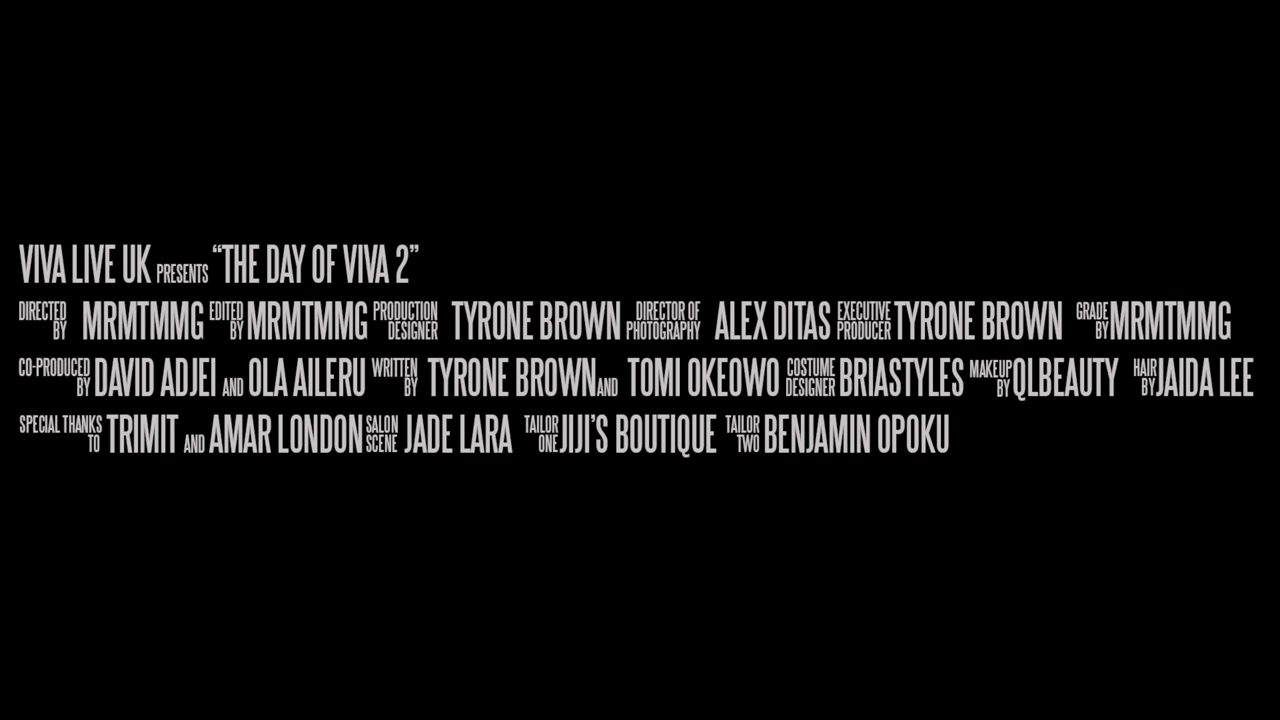 VIVA LIVE UK PRESENTS “THE DAY OF VIVA 2”
DIRECTED BY MRMTMMG EDITED BY MRMTMMG PRODUCTION DESIGNER TYRONE BROWN DIRECTOR OF PHOTOGRAPHY ALEX DITAS EXECUTIVE PRODUCER TYRONE BROWN GRADE BY MRMTMMG
CO-PRODUCED BY DAVID ADJEI AND OLA AILERU WRITTEN BY TYRONE BROWN AND TOMI OKEOWO COSTUME DESIGNER BRIASTYLES MAKEUP BY QLBEAUTY HAIR BY JAIDA LEE
SPECIAL THANKS TO TRIMIT AND AMAR LONDON SALON SCENE JADE LARA TAILOR ONE JIJI’S BOUTIQUE TAILOR TWO BENJAMIN OPOKU